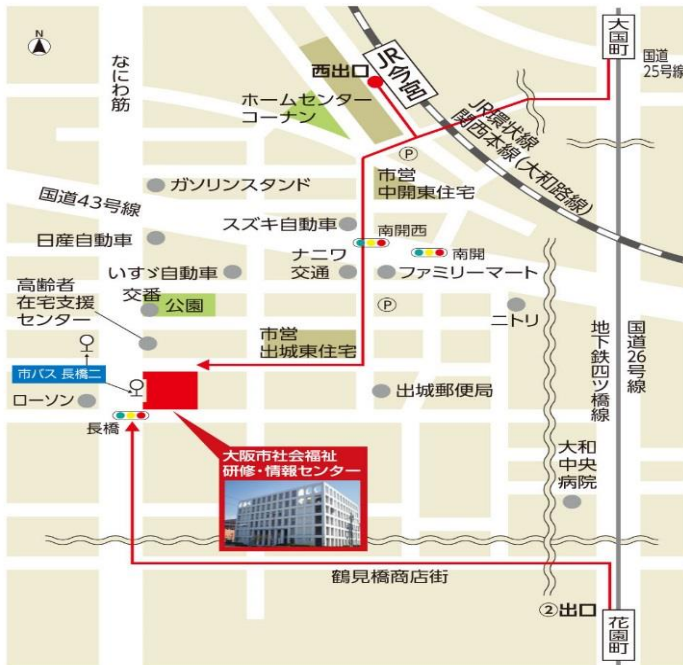 N
なにわ筋
西出口
JR今宮
大国町
国道
25号線
ホームセンター
コーナン
JR環状線
関西本線(大和路線)
P
市営
中開東住宅
ガソリンスタンド
国道43号線
スズキ自動車
南開西
南開
日産自動車
いすゞ自動車
ナニワ
交通
ファミリーマート
高齢者
在宅支援
センター
交番
公園
P
ニトリ
市営
出城東住宅
地下鉄四ツ橋線
国道26号線
市バス 長橋二
ローソン
長橋
出城郵便局
大阪市社会福祉
研修・情報センター
大和
中央
病院
鶴見橋商店街
②出口
花園町